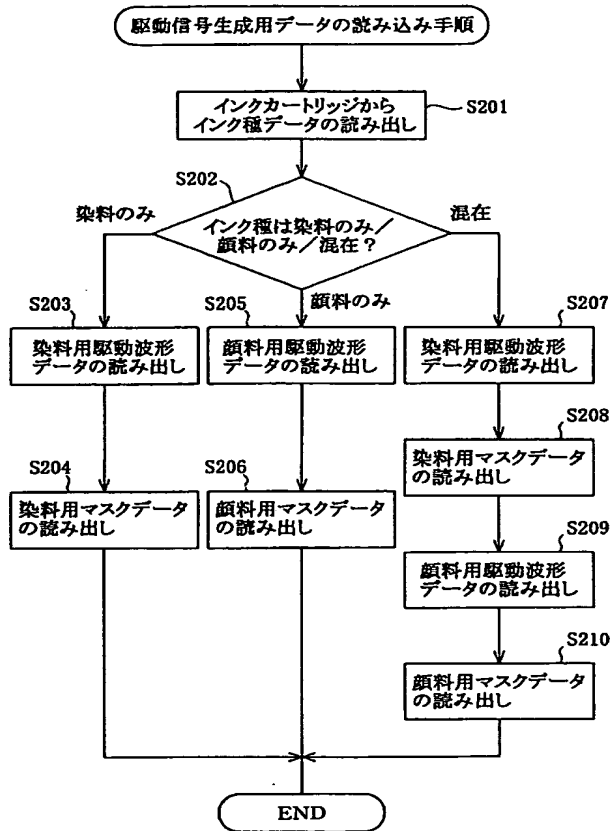 駆動信号生成用データの読み込み手順
インクカートリッジから
インク種データの読み出し
S201
S202
インク種は染料のみ/
顔料のみ/混在?
染料のみ
混在
顔料のみ
S203
染料用駆動波形
データの読み出し
S204
染料用マスクデータ
の読み出し
S205
顔料用駆動波形
データの読み出し
S206
顔料用マスクデータ
の読み出し
S207
染料用駆動波形
データの読み出し
S208
染料用マスクデータ
の読み出し
S209
顔料用駆動波形
データの読み出し
S210
顔料用マスクデータ
の読み出し
END